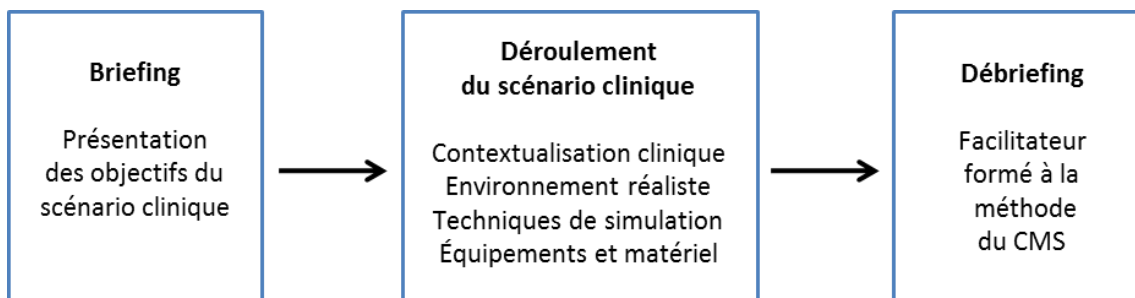 Briefing
Présentation
des objectifs du
scénario clinique
Déroulement
du scénario clinique
Contextualisation clinique
Environnement réaliste
Techniques de simulation
Équipements et matériel
Débriefing
Facilitateur
formé à la
méthode
du CMS